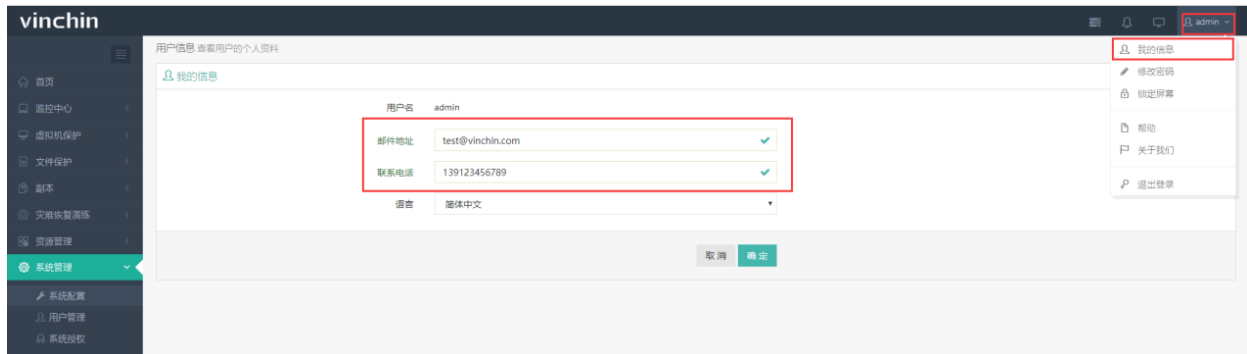 vinchin
admin
用户信息 查看用户的个人资料
我的信息
用户名 admin
邮件地址 test@vinchin.com
联系电话 139123456789
语言 简体中文
取消 确定
首页
监控中心
虚拟机保护
文件保护
副本
灾难恢复演练
资源管理
系统管理
系统配置
用户管理
系统授权
我的信息
修改密码
锁定屏幕
帮助
关于我们
退出登录